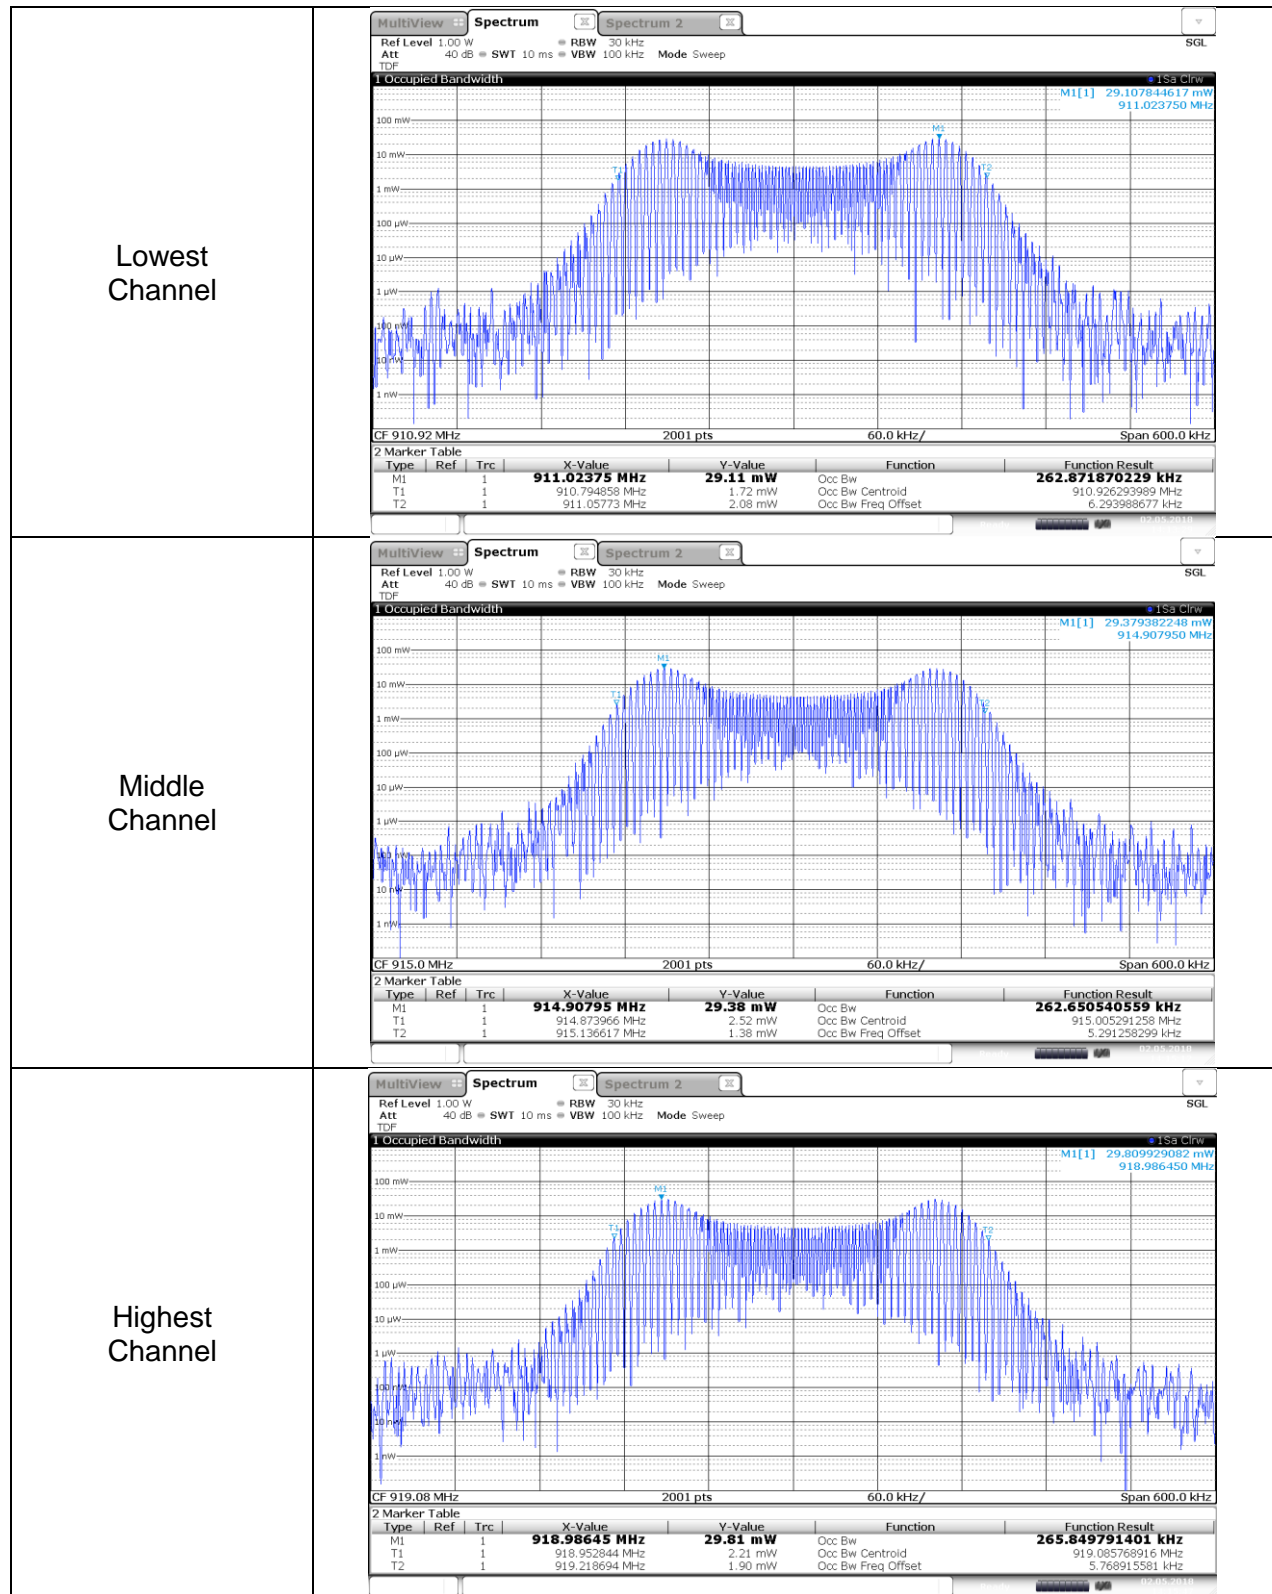 Lowest
Channel
MultiView Spectrum Spectrum 2
Ref Level 1.00 W RBW 30 kHz SGL
Att 40 dB SWT 10 ms VBW 100 kHz Mode Sweep
TDF
1 Occupied Bandwidth 1Sa Clrw
M1[1] 29.107844617 mW
911.023750 MHz
100 mW
M1
10 mW
T1 T2
1 mW
100 µW
10 µW
1 µW
100 nW
10 nW
1 nW
CF 910.92 MHz 2001 pts 60.0 kHz/ Span 600.0 kHz
2 Marker Table
Type Ref Trc X-Value Y-Value Function Function Result
M1 1 911.02375 MHz 29.11 mW Occ Bw 262.871870229 kHz
T1 1 910.794858 MHz 1.72 mW Occ Bw Centroid 910.926293989 MHz
T2 1 911.05773 MHz 2.08 mW Occ Bw Freq Offset 6.293988677 kHz
Middle
Channel
MultiView Spectrum Spectrum 2
Ref Level 1.00 W RBW 30 kHz SGL
Att 40 dB SWT 10 ms VBW 100 kHz Mode Sweep
TDF
1 Occupied Bandwidth 1Sa Clrw
M1[1] 29.379382248 mW
914.907950 MHz
100 mW
M1
10 mW
T1 T2
1 mW
100 µW
10 µW
1 µW
100 nW
10 nW
1 nW
CF 915.0 MHz 2001 pts 60.0 kHz/ Span 600.0 kHz
2 Marker Table
Type Ref Trc X-Value Y-Value Function Function Result
M1 1 914.90795 MHz 29.38 mW Occ Bw 262.650540559 kHz
T1 1 914.873966 MHz 2.52 mW Occ Bw Centroid 915.005291258 MHz
T2 1 915.136617 MHz 1.38 mW Occ Bw Freq Offset 5.291258299 kHz
Highest
Channel
MultiView Spectrum Spectrum 2
Ref Level 1.00 W RBW 30 kHz SGL
Att 40 dB SWT 10 ms VBW 100 kHz Mode Sweep
TDF
1 Occupied Bandwidth 1Sa Clrw
M1[1] 29.809929082 mW
918.986450 MHz
100 mW
M1
10 mW
T1 T2
1 mW
100 µW
10 µW
1 µW
100 nW
10 nW
1 nW
CF 919.08 MHz 2001 pts 60.0 kHz/ Span 600.0 kHz
2 Marker Table
Type Ref Trc X-Value Y-Value Function Function Result
M1 1 918.98645 MHz 29.81 mW Occ Bw 265.849791401 kHz
T1 1 918.952844 MHz 2.21 mW Occ Bw Centroid 919.085768916 MHz
T2 1 919.218694 MHz 1.90 mW Occ Bw Freq Offset 5.768915581 kHz